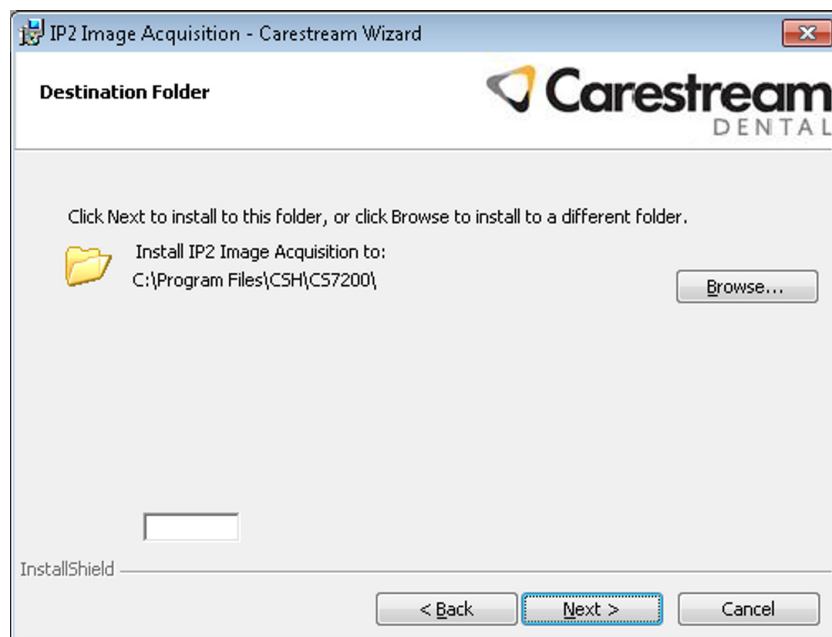 IP2 Image Acquisition - Carestream Wizard
Destination Folder
Carestream
DENTAL
Click Next to install to this folder, or click Browse to install to a different folder.
Install IP2 Image Acquisition to:
C:\Program Files\CSH\CS7200\
Browse...
InstallShield
< Back
Next >
Cancel